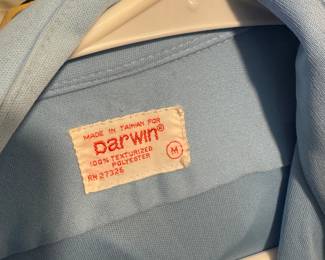 MADE IN TAIWAN FOR
Darwin®
100% TEXTURIZED
POLYESTER
RN 27326
M